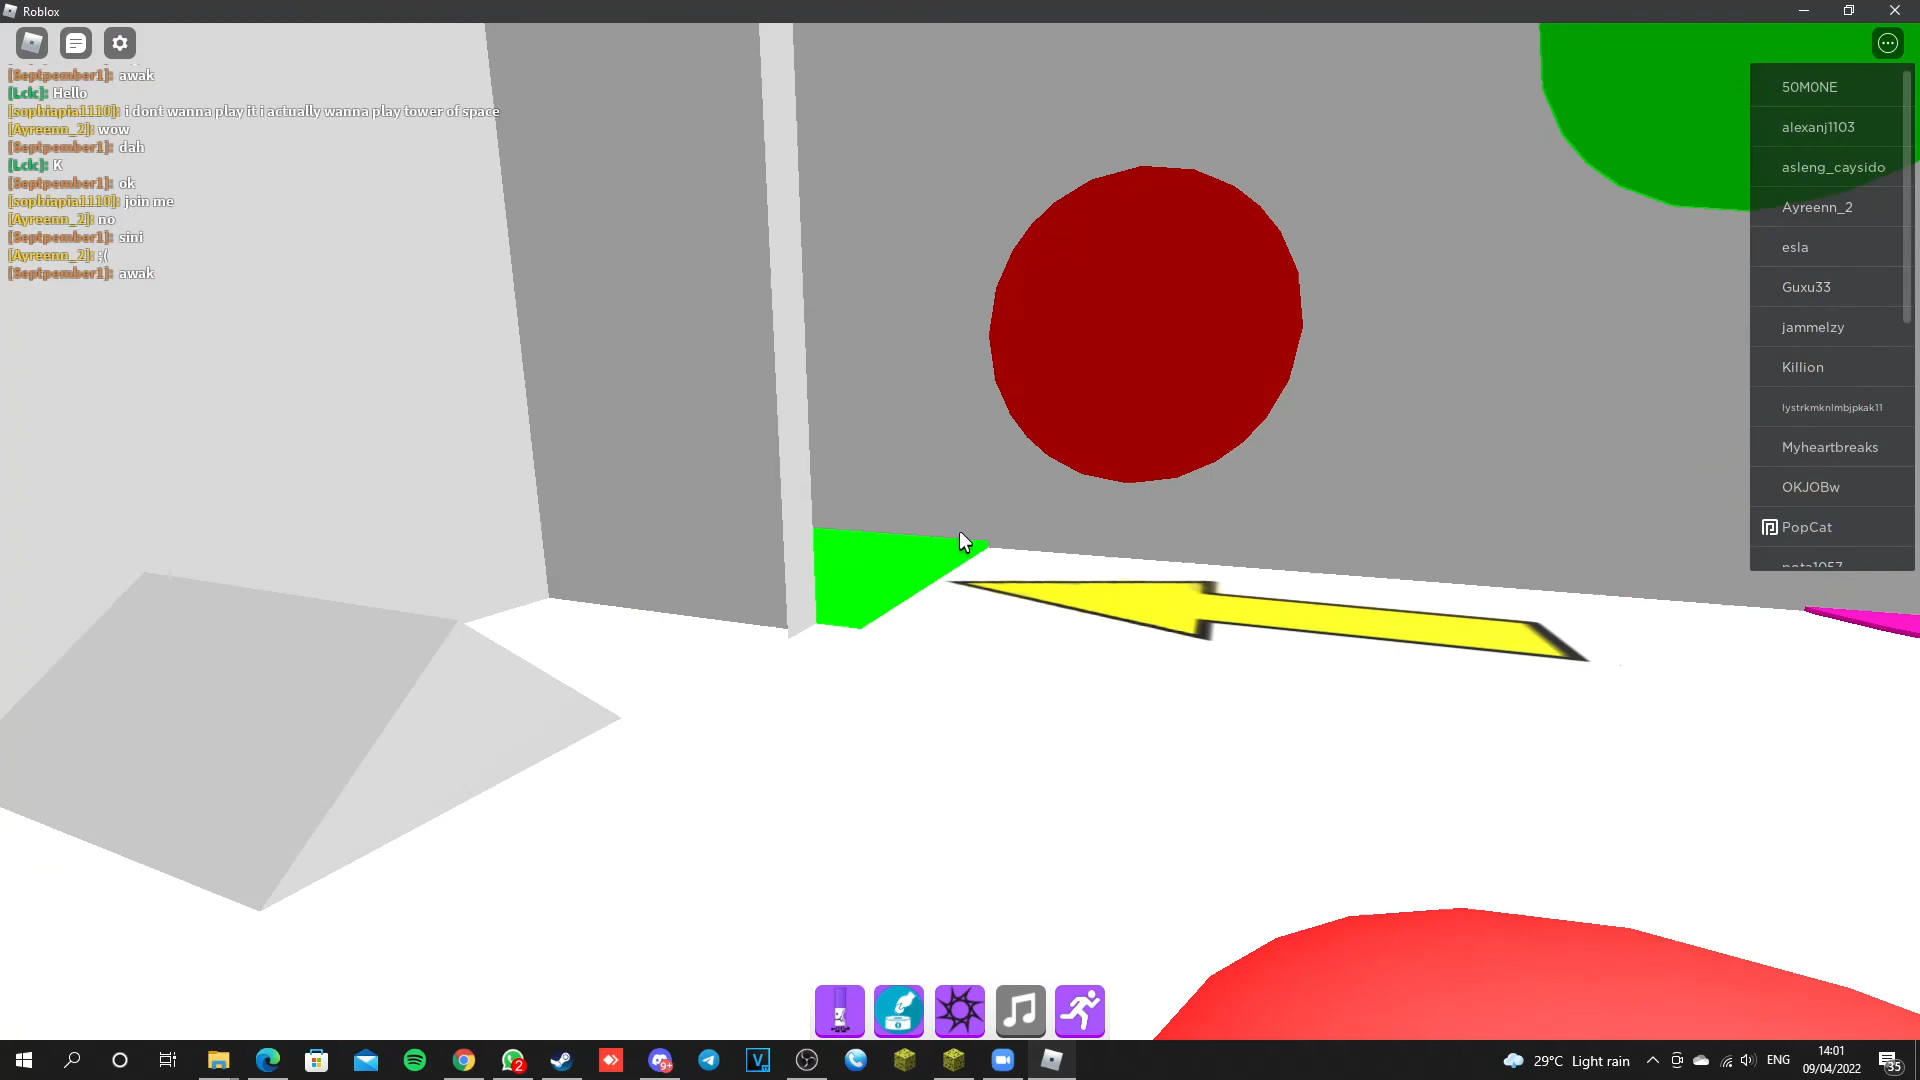 Roblox
[Septpember1]: awak
[Lck]: Hello
[sophiapia1110]: i dont wanna play it i actually wanna play tower of space
[Ayreenn_2]: wow
[Septpember1]: dah
[Lck]: K
[Septpember1]: ok
[sophiapia1110]: join me
[Ayreenn_2]: no
[Septpember1]: sini
[Ayreenn_2]: ;(
[Septpember1]: awak
50M0NE
alexanj1103
asleng_caysido
Ayreenn_2
esla
Guxu33
jammelzy
Killion
lystrkmknlmbjpkak11
Myheartbreaks
OKJOBw
PopCat
2
9+
29°C Light rain
ENG
14:01
09/04/2022
35